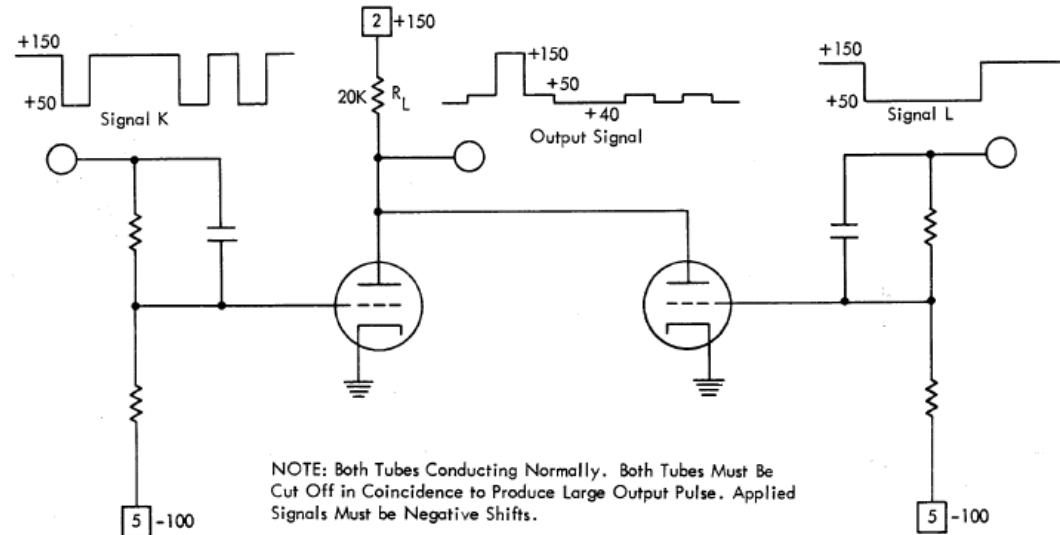 2 +150
+150
+50
Signal K
20K R_L
+150
+50
+40
Output Signal
+150
+50
Signal L
NOTE: Both Tubes Conducting Normally. Both Tubes Must Be
Cut Off in Coincidence to Produce Large Output Pulse. Applied
Signals Must be Negative Shifts.
5 -100
5 -100